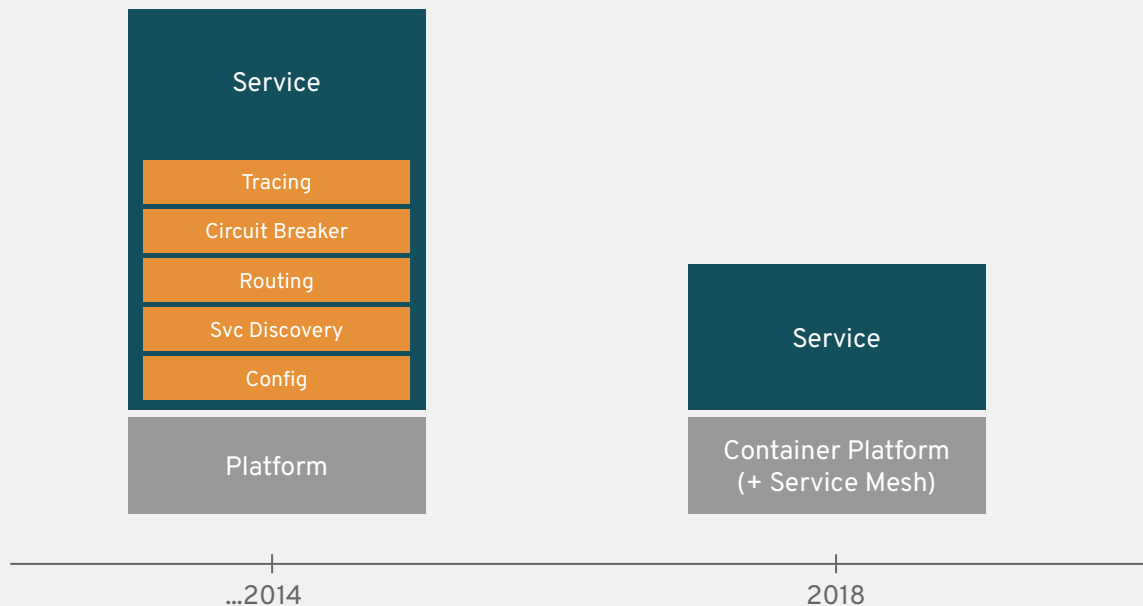 Service
Tracing
Circuit Breaker
Routing
Svc Discovery
Config
Platform
Service
Container Platform
(+ Service Mesh)
...2014
2018